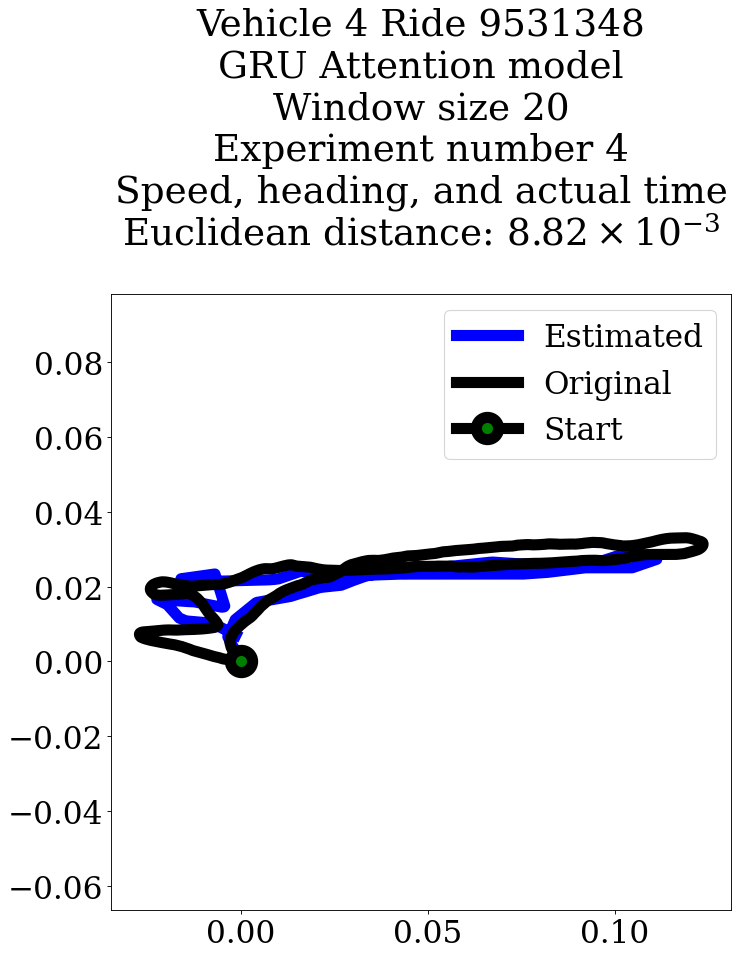 Vehicle 4 Ride 9531348
GRU Attention model
Window size 20
Experiment number 4
Speed, heading, and actual time
Euclidean distance: 8.82 × 10⁻³
Estimated
Original
Start
0.08
0.06
0.04
0.02
0.00
−0.02
−0.04
−0.06
0.00 0.05 0.10